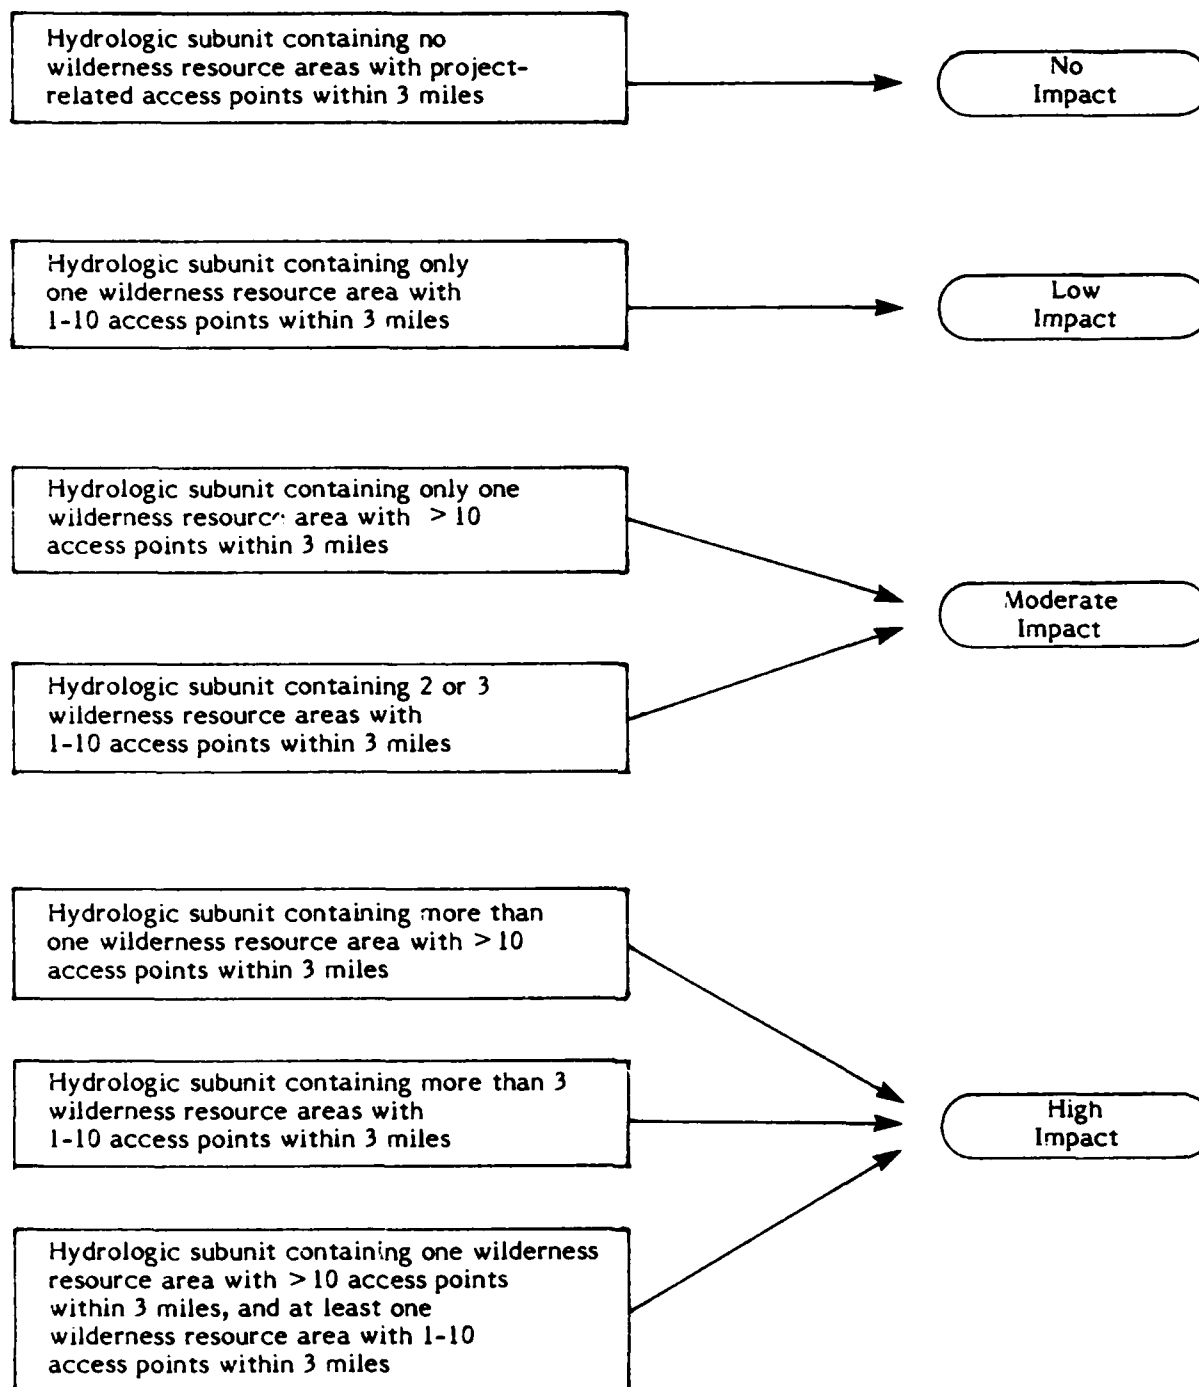 Hydrologic subunit containing no
wilderness resource areas with project-
related access points within 3 miles
No
Impact
Hydrologic subunit containing only
one wilderness resource area with
1-10 access points within 3 miles
Low
Impact
Hydrologic subunit containing only one
wilderness resource area with > 10
access points within 3 miles
Hydrologic subunit containing 2 or 3
wilderness resource areas with
1-10 access points within 3 miles
Moderate
Impact
Hydrologic subunit containing more than
one wilderness resource area with > 10
access points within 3 miles
Hydrologic subunit containing more than 3
wilderness resource areas with
1-10 access points within 3 miles
Hydrologic subunit containing one wilderness
resource area with > 10 access points
within 3 miles, and at least one
wilderness resource area with 1-10
access points within 3 miles
High
Impact